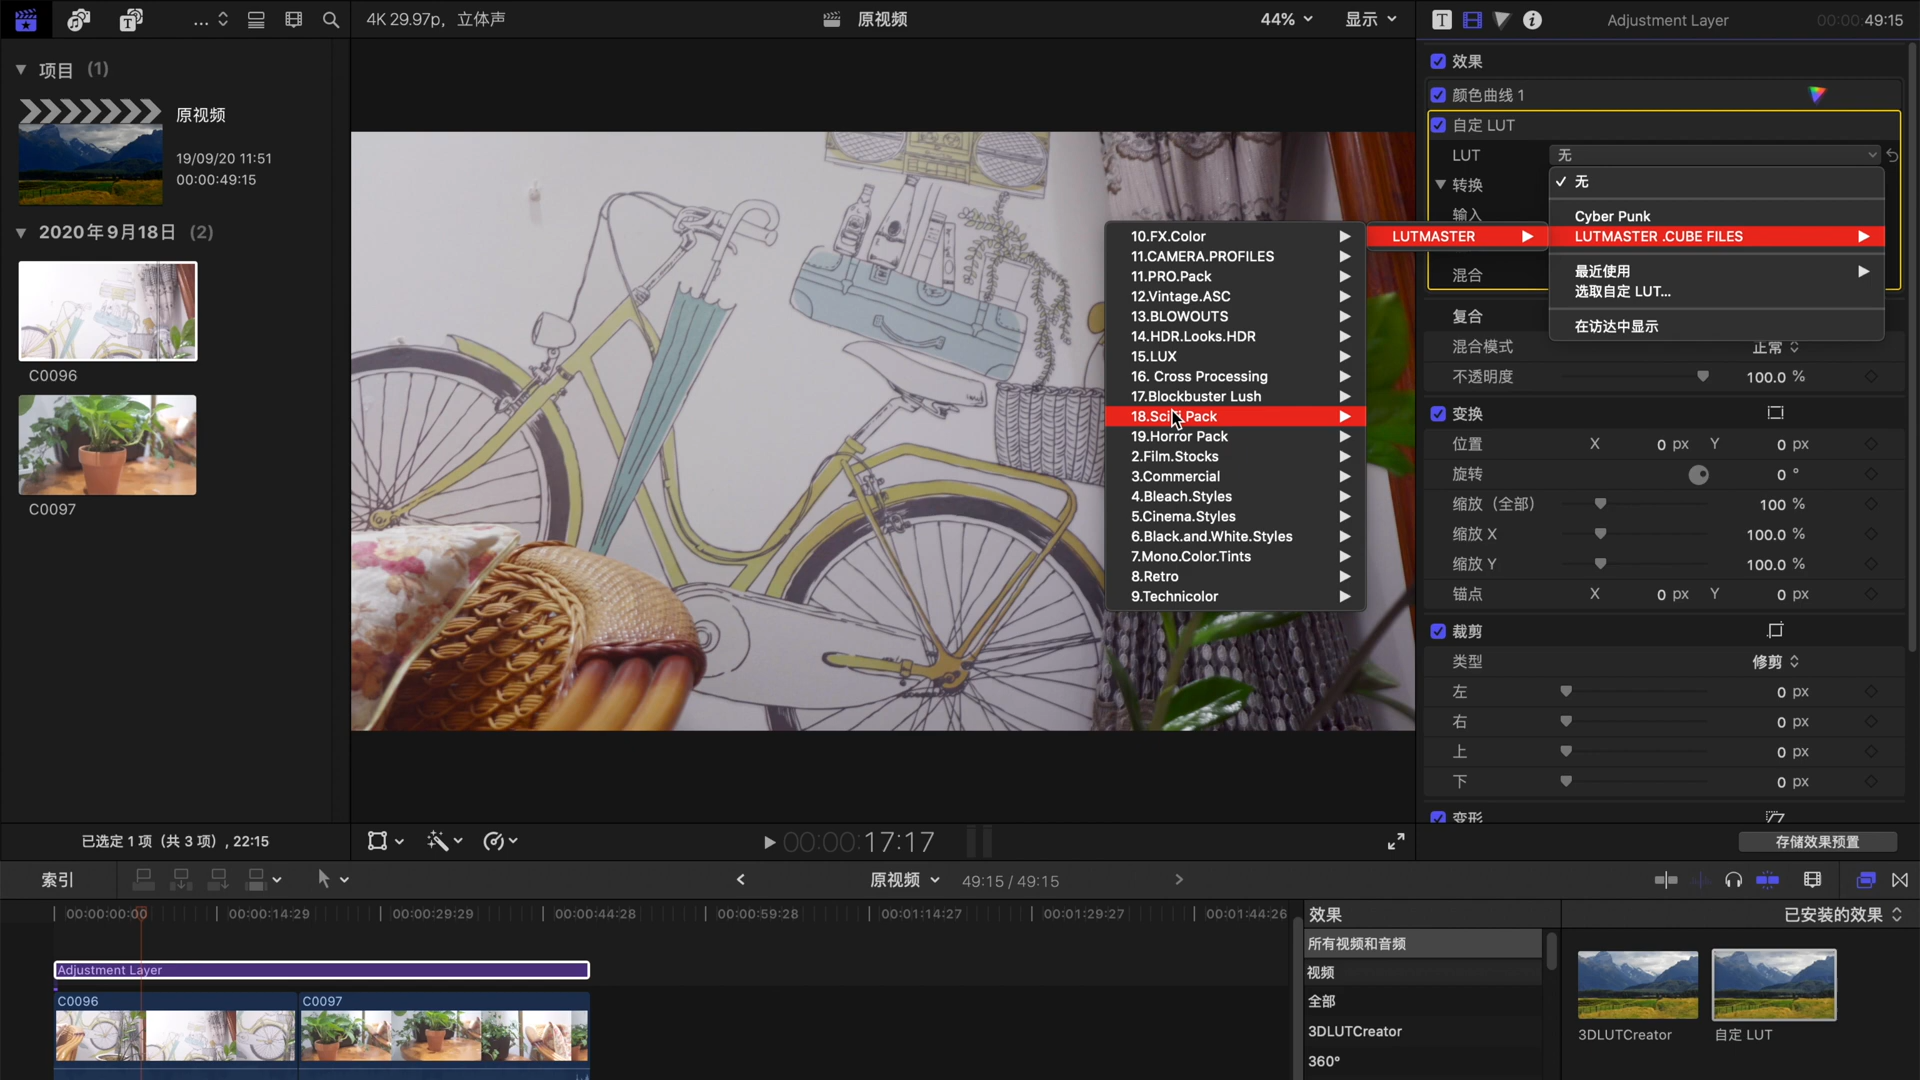 ...
4K 29.97p，立体声
原视频
44%
显示
Adjustment Layer
00:00:49:15
项目 (1)
原视频
19/09/20 11:51
00:00:49:15
2020年9月18日 (2)
C0096
C0097
效果
颜色曲线 1
自定 LUT
LUT
无
转换
输入
混合
无
Cyber Punk
LUTMASTER .CUBE FILES
最近使用
选取自定 LUT...
在访达中显示
LUTMASTER
10.FX.Color
11.CAMERA.PROFILES
11.PRO.Pack
12.Vintage.ASC
13.BLOWOUTS
14.HDR.Looks.HDR
15.LUX
16. Cross Processing
17.Blockbuster Lush
18.Scifi.Pack
19.Horror Pack
2.Film.Stocks
3.Commercial
4.Bleach.Styles
5.Cinema.Styles
6.Black.and.White.Styles
7.Mono.Color.Tints
8.Retro
9.Technicolor
复合
混合模式 正常
不透明度 100.0 %
变换
位置 X 0 px Y 0 px
旋转 0 °
缩放（全部） 100 %
缩放 X 100.0 %
缩放 Y 100.0 %
锚点 X 0 px Y 0 px
裁剪
类型 修剪
左 0 px
右 0 px
上 0 px
下 0 px
变形
已选定 1 项（共 3 项）, 22:15
00:00:17:17
存储效果预置
索引
原视频
49:15 / 49:15
00:00:00:00
00:00:14:29
00:00:29:29
00:00:44:28
00:00:59:28
00:01:14:27
00:01:29:27
00:01:44:26
Adjustment Layer
C0096
C0097
效果
已安装的效果
所有视频和音频
视频
全部
3DLUTCreator
360°
3DLUTCreator
自定 LUT